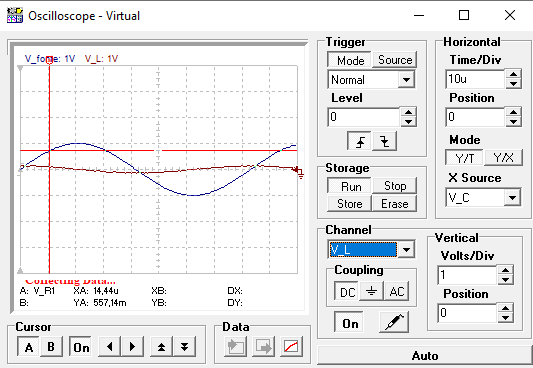 Oscilloscope - Virtual
V_forre: 1V V_L: 1V
Collecting Data...
A: V_R1 XA: 14,44u XB: DX:
B: YA: 557,14m YB: DY:
Cursor
A B On
Data
Trigger
Mode Source
Normal
Level
0
Storage
Run Stop
Store Erase
Horizontal
Time/Div
10u
Position
0
Mode
Y/T Y/X
X Source
V_C
Channel
V_L
Coupling
DC AC
On
Vertical
Volts/Div
1
Position
0
Auto